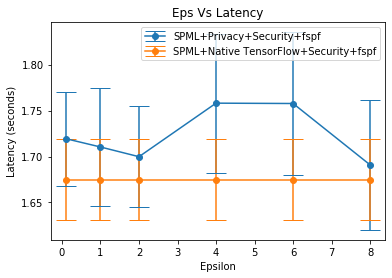 Eps Vs Latency
SPML+Privacy+Security+fspf
SPML+Native TensorFlow+Security+fspf
Latency (seconds)
1.80
1.75
1.70
1.65
0 1 2 3 4 5 6 7 8
Epsilon